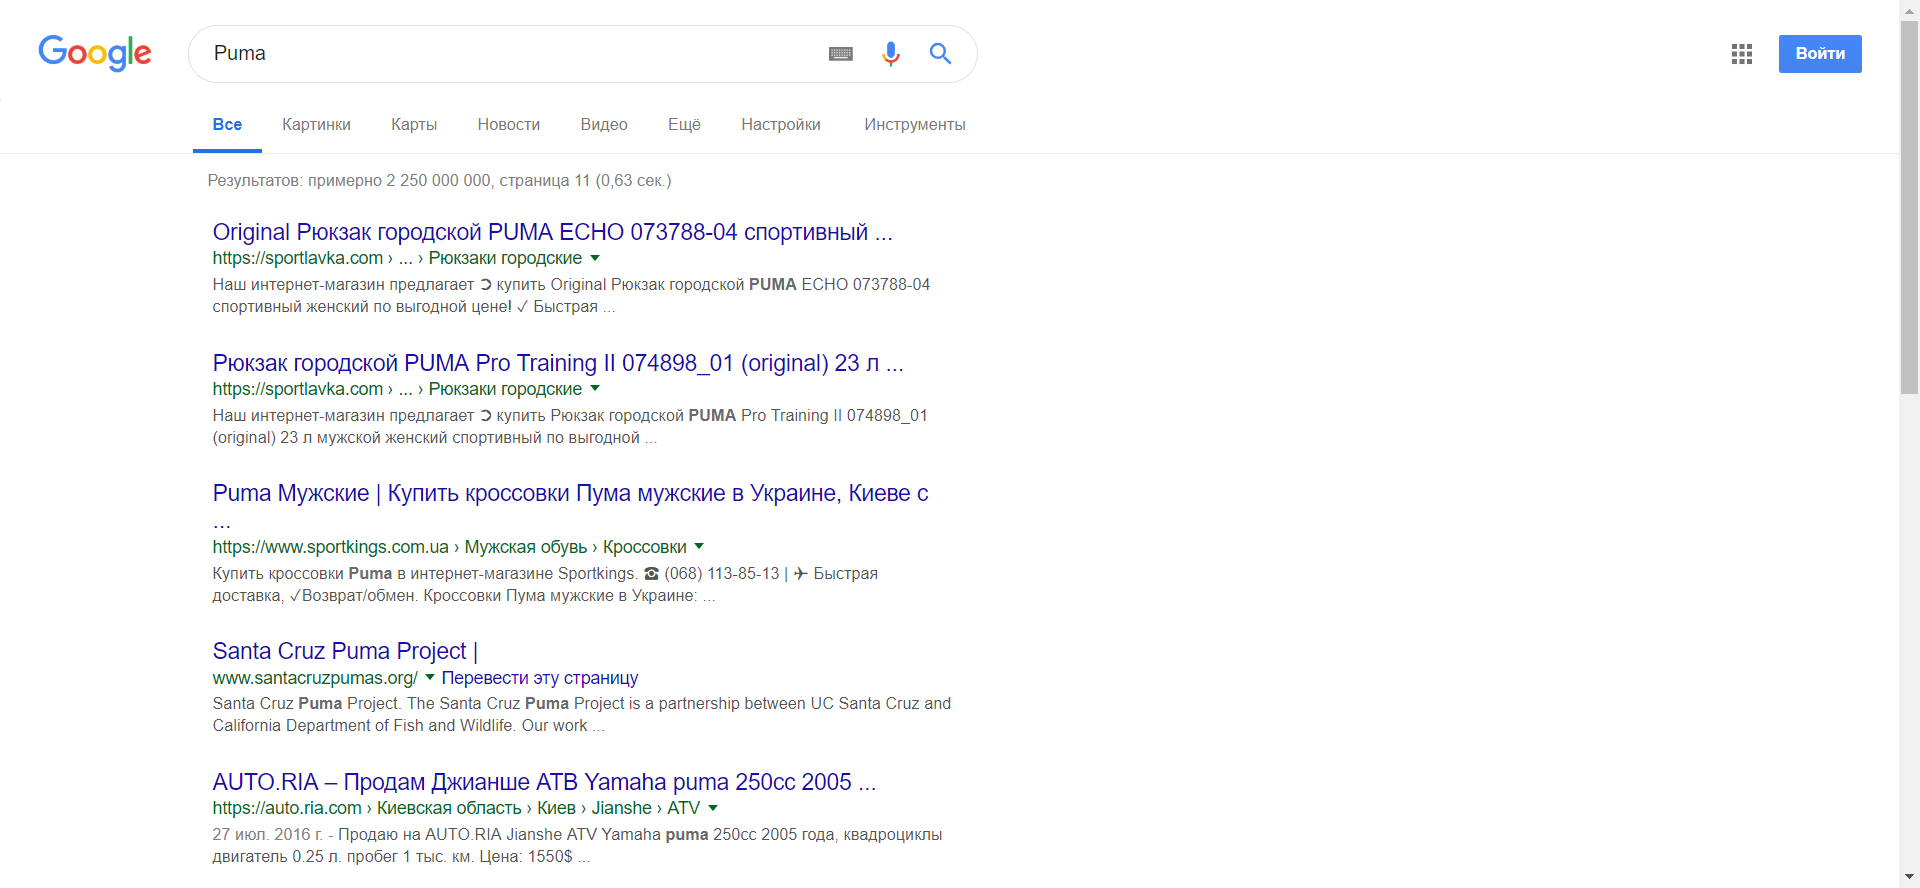 Google
Puma
Войти
Все Картинки Карты Новости Видео Ещё Настройки Инструменты
Результатов: примерно 2 250 000 000, страница 11 (0,63 сек.)
Original Рюкзак городской PUMA ECHO 073788-04 спортивный ...
https://sportlavka.com › ... › Рюкзаки городские
Наш интернет-магазин предлагает ➲ купить Original Рюкзак городской PUMA ECHO 073788-04
спортивный женский по выгодной цене! ✓ Быстрая ...
Рюкзак городской PUMA Pro Training II 074898_01 (original) 23 л ...
https://sportlavka.com › ... › Рюкзаки городские
Наш интернет-магазин предлагает ➲ купить Рюкзак городской PUMA Pro Training II 074898_01
(original) 23 л мужской женский спортивный по выгодной ...
Puma Мужские | Купить кроссовки Пума мужские в Украине, Киеве с
...
https://www.sportkings.com.ua › Мужская обувь › Кроссовки
Купить кроссовки Puma в интернет-магазине Sportkings. ☎ (068) 113-85-13 | ✈ Быстрая
доставка, ✓Возврат/обмен. Кроссовки Пума мужские в Украине: ...
Santa Cruz Puma Project |
www.santacruzpumas.org/ Перевести эту страницу
Santa Cruz Puma Project. The Santa Cruz Puma Project is a partnership between UC Santa Cruz and
California Department of Fish and Wildlife. Our work ...
AUTO.RIA – Продам Джианше АТВ Yamaha puma 250cc 2005 ...
https://auto.ria.com › Киевская область › Киев › Jianshe › ATV
27 июл. 2016 г. - Продаю на AUTO.RIA Jianshe ATV Yamaha puma 250cc 2005 года, квадроциклы
двигатель 0.25 л. пробег 1 тыс. км. Цена: 1550$ ...